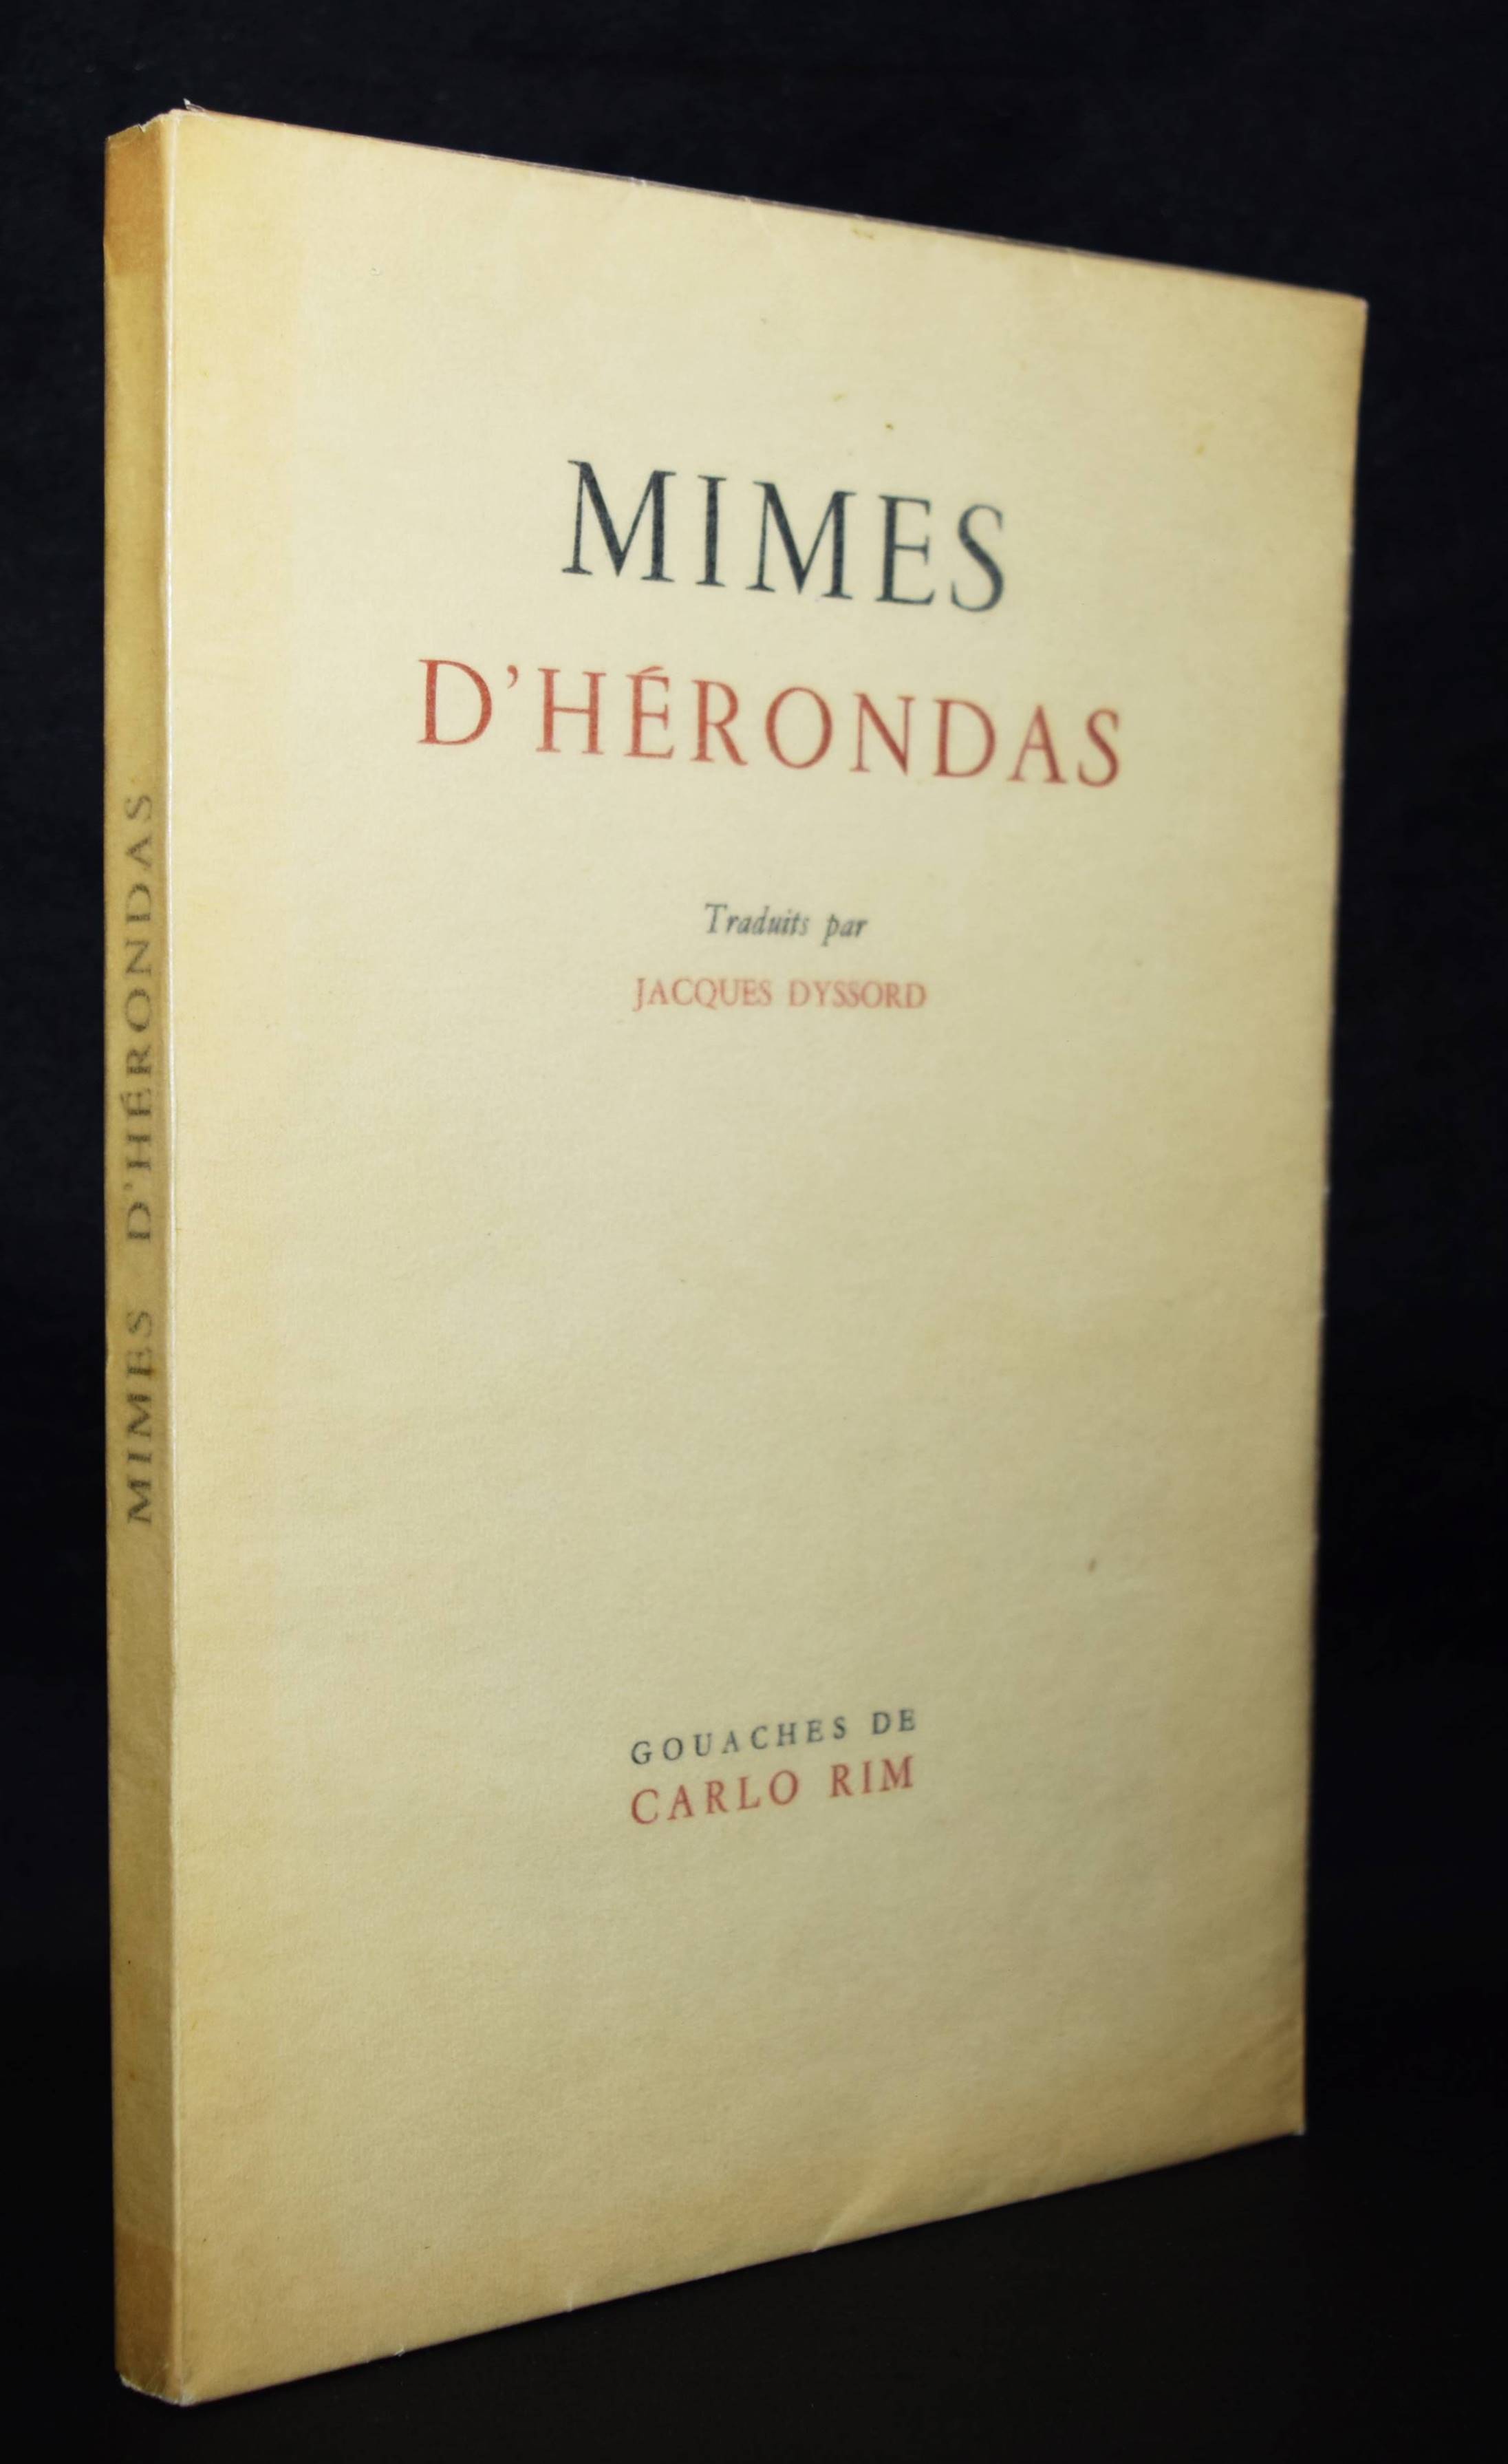 MIMES
D'HÉRONDAS
Traduits par
JACQUES DYSSORD
GOUACHES DE
CARLO RIM
MIMES D'HÉRONDAS